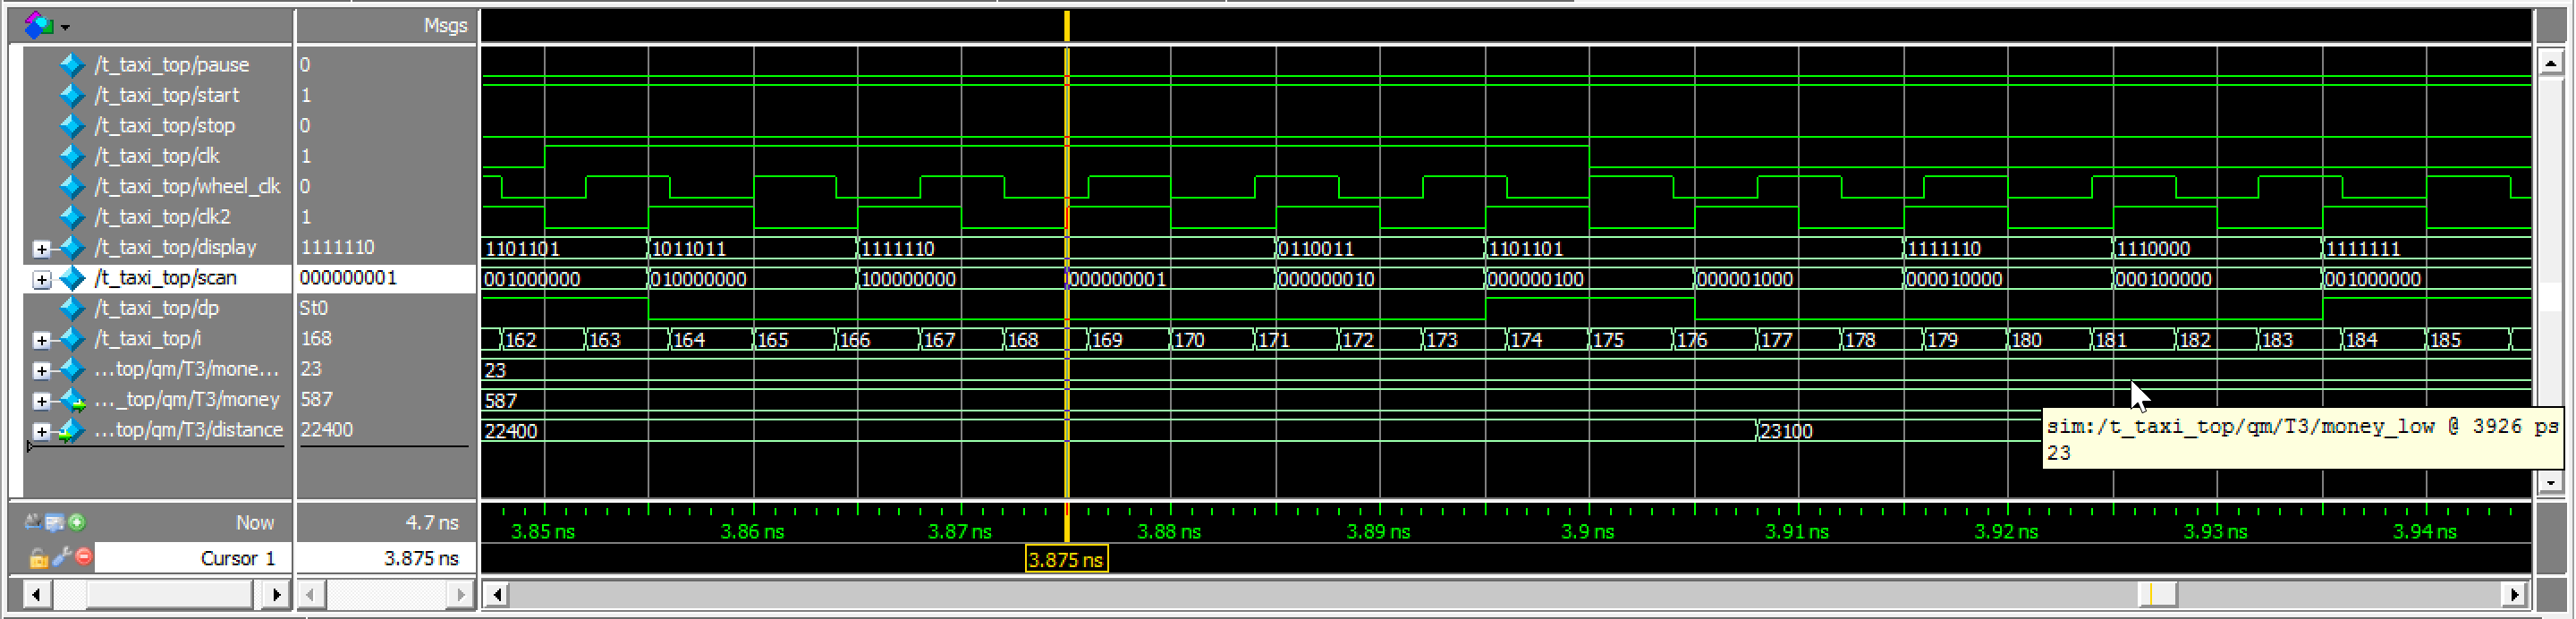 Msgs
/t_taxi_top/pause 0
/t_taxi_top/start 1
/t_taxi_top/stop 0
/t_taxi_top/clk 1
/t_taxi_top/wheel_clk 0
/t_taxi_top/clk2 1
/t_taxi_top/display 1111110 1101101 1011011 1111110 0110011 1101101 1111110 1110000 1111111
/t_taxi_top/scan 000000001 001000000 010000000 100000000 000000001 000000010 000000100 000001000 000010000 000100000 001000000
/t_taxi_top/dp St0
/t_taxi_top/i 168 162 163 164 165 166 167 168 169 170 171 172 173 174 175 176 177 178 179 180 181 182 183 184 185
...top/qm/T3/mone... 23 23
..._top/qm/T3/money 587 587
...top/qm/T3/distance 22400 22400 23100
sim:/t_taxi_top/qm/T3/money_low @ 3926 ps
23
Now 4.7 ns 3.85 ns 3.86 ns 3.87 ns 3.88 ns 3.89 ns 3.9 ns 3.91 ns 3.92 ns 3.93 ns 3.94 ns
Cursor 1 3.875 ns 3.875 ns